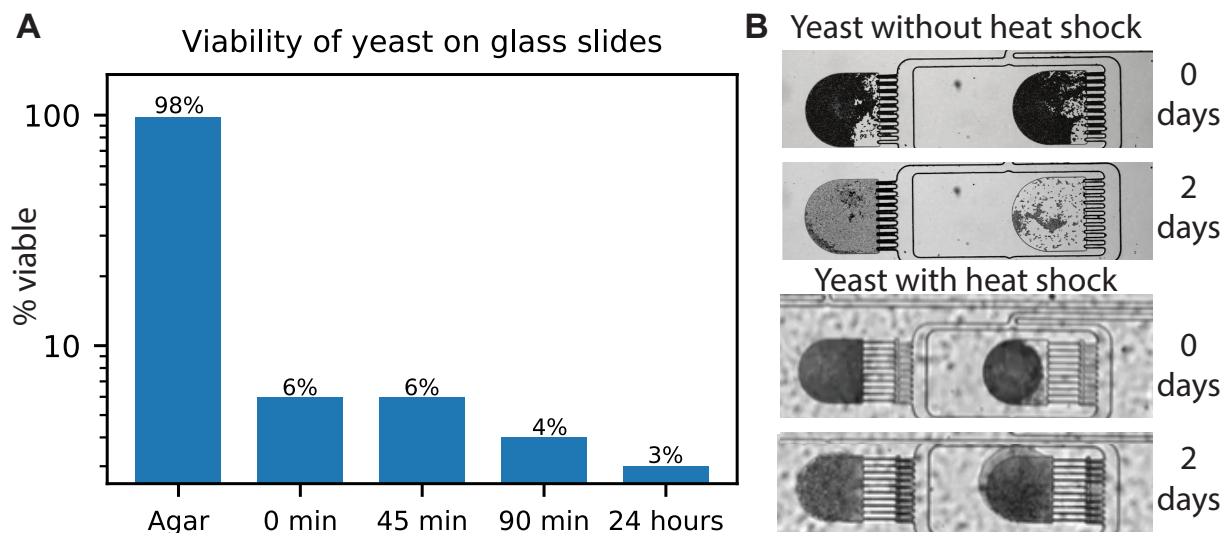 A
Viability of yeast on glass slides
% viable
100
10
98%
6%
6%
4%
3%
Agar
0 min
45 min
90 min
24 hours
B
Yeast without heat shock
0
days
2
days
Yeast with heat shock
0
days
2
days